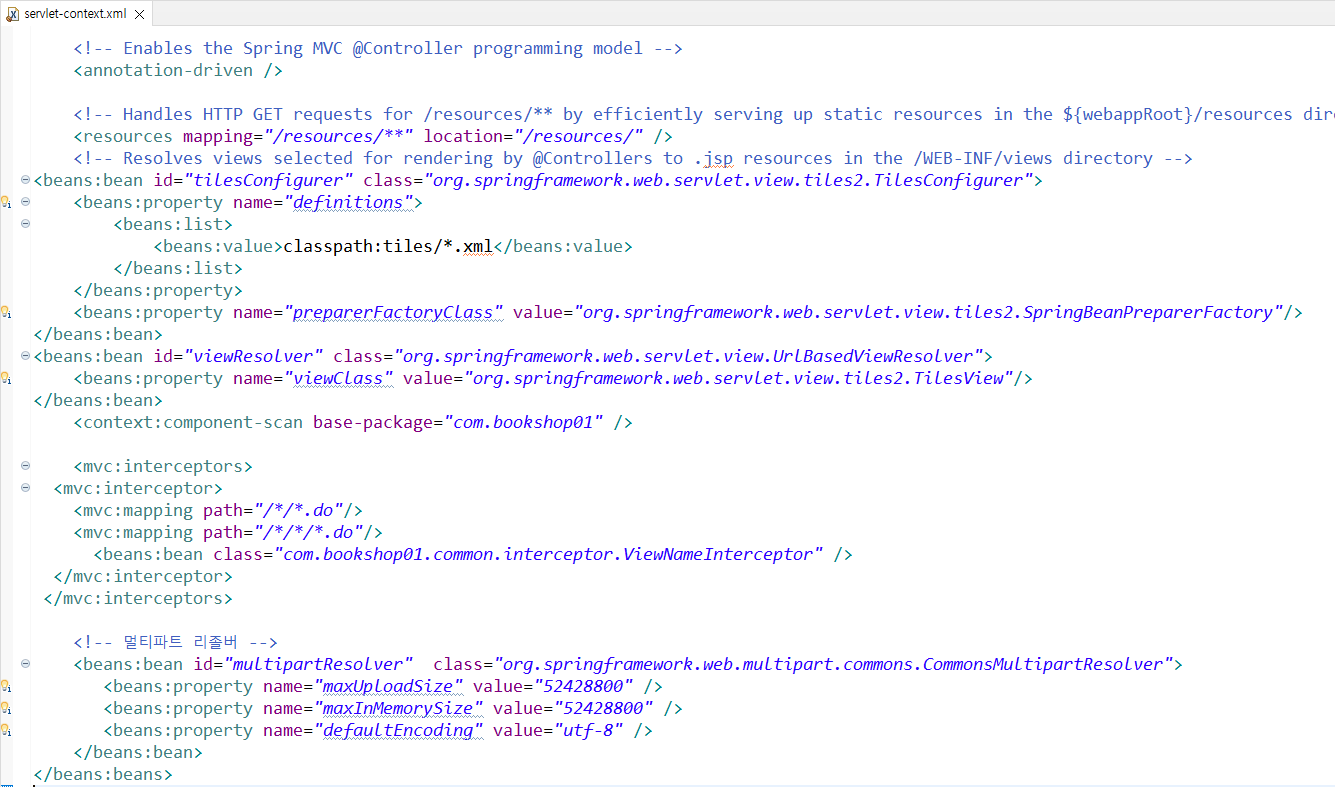 servlet-context.xml
<!-- Enables the Spring MVC @Controller programming model -->
<annotation-driven />
<!-- Handles HTTP GET requests for /resources/** by efficiently serving up static resources in the ${webappRoot}/resources dire
<resources mapping="/resources/**" location="/resources/" />
<!-- Resolves views selected for rendering by @Controllers to .jsp resources in the /WEB-INF/views directory -->
<beans:bean id="tilesConfigurer" class="org.springframework.web.servlet.view.tiles2.TilesConfigurer">
<beans:property name="definitions">
<beans:list>
<beans:value>classpath:tiles/*.xml</beans:value>
</beans:list>
</beans:property>
<beans:property name="preparerFactoryClass" value="org.springframework.web.servlet.view.tiles2.SpringBeanPreparerFactory"/>
</beans:bean>
<beans:bean id="viewResolver" class="org.springframework.web.servlet.view.UrlBasedViewResolver">
<beans:property name="viewClass" value="org.springframework.web.servlet.view.tiles2.TilesView"/>
</beans:bean>
<context:component-scan base-package="com.bookshop01" />
<mvc:interceptors>
<mvc:interceptor>
<mvc:mapping path="/*/*.do"/>
<mvc:mapping path="/*/*/*.do"/>
<beans:bean class="com.bookshop01.common.interceptor.ViewNameInterceptor" />
</mvc:interceptor>
</mvc:interceptors>
<!-- 멀티파트 리졸버 -->
<beans:bean id="multipartResolver"  class="org.springframework.web.multipart.commons.CommonsMultipartResolver">
<beans:property name="maxUploadSize" value="52428800" />
<beans:property name="maxInMemorySize" value="52428800" />
<beans:property name="defaultEncoding" value="utf-8" />
</beans:bean>
</beans:beans>